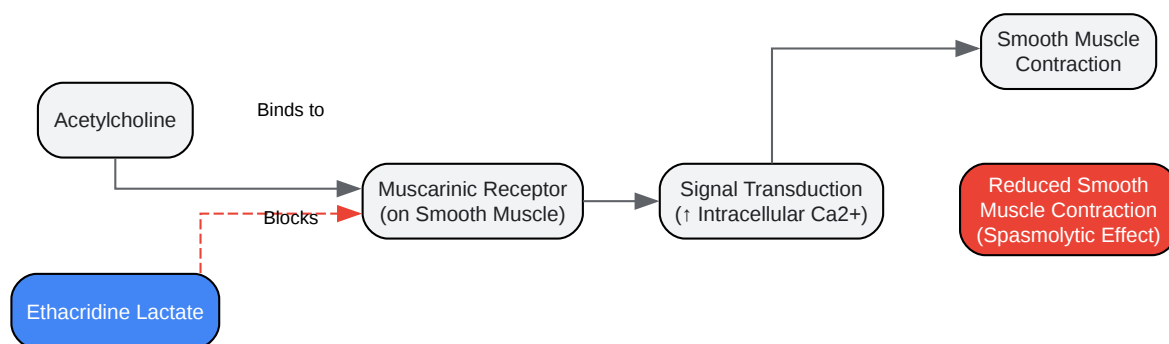 Acetylcholine
Binds to
Blocks
Ethacridine Lactate
Muscarinic Receptor
(on Smooth Muscle)
Signal Transduction
(↑ Intracellular Ca2+)
Smooth Muscle
Contraction
Reduced Smooth
Muscle Contraction
(Spasmolytic Effect)